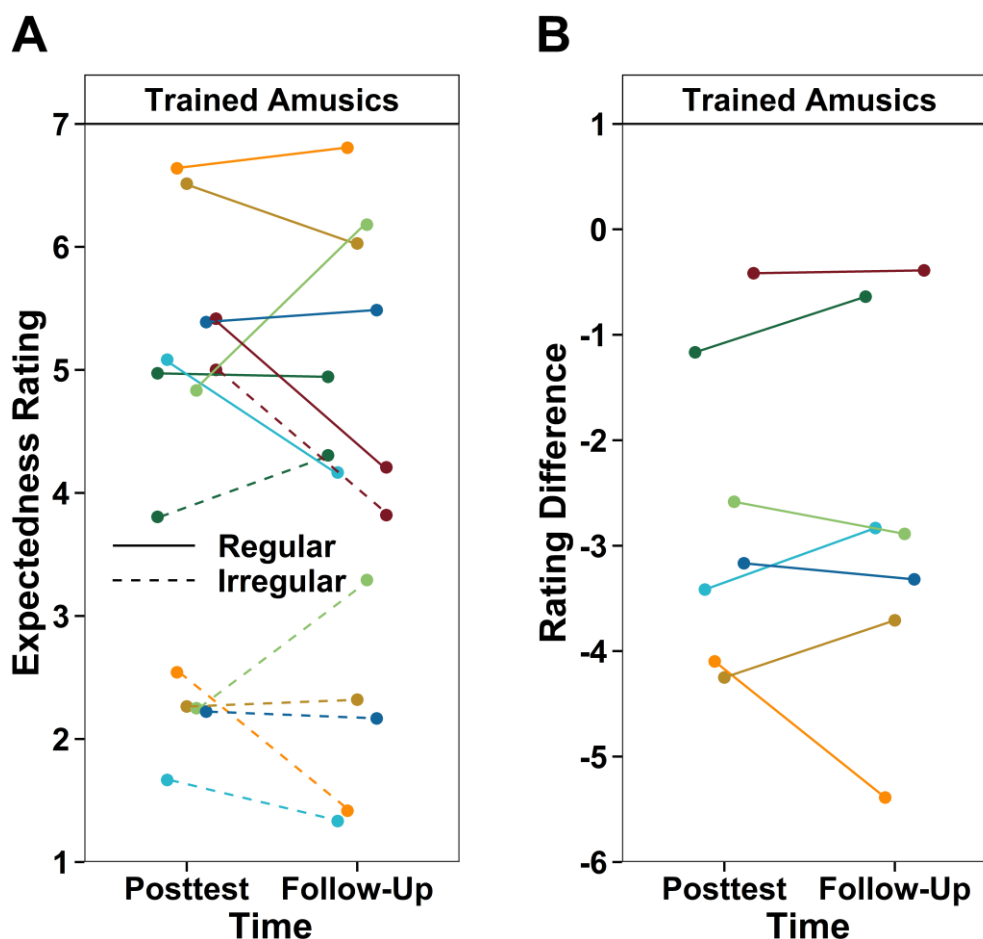 A
Trained Amusics
Expectedness Rating
7
6
5
4
3
2
1
Regular
Irregular
Posttest
Follow-Up
Time
B
Trained Amusics
Rating Difference
1
0
-1
-2
-3
-4
-5
-6
Posttest
Follow-Up
Time